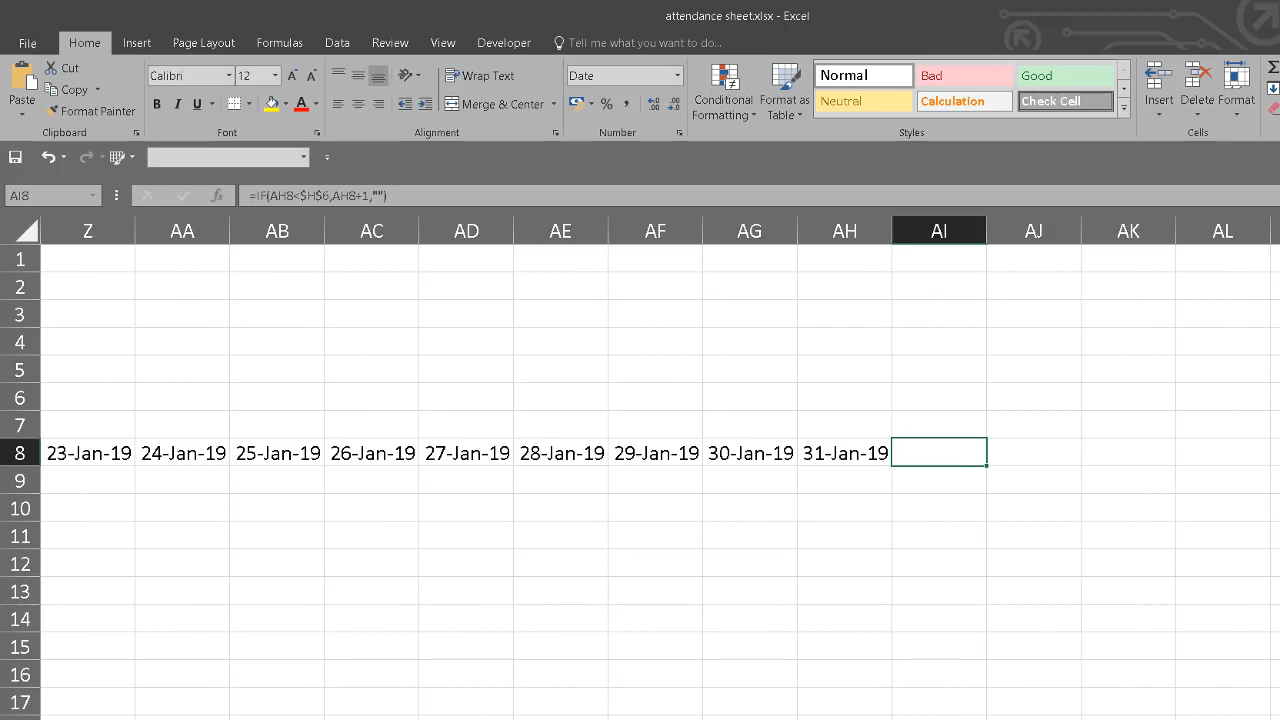 attendance sheet.xlsx - Excel
File Home Insert Page Layout Formulas Data Review View Developer Tell me what you want to do...
Paste Cut Copy Format Painter Clipboard
Calibri 12 A A B I U A Font
Wrap Text Merge & Center Alignment
Date % , Number
Conditional Formatting Format as Table
Normal Bad Good
Neutral Calculation Check Cell
Styles
Insert Delete Format Cells
AI8 fx =IF(AH8<$H$6,AH8+1,"")
Z AA AB AC AD AE AF AG AH AI AJ AK AL
1
2
3
4
5
6
7
8 23-Jan-19 24-Jan-19 25-Jan-19 26-Jan-19 27-Jan-19 28-Jan-19 29-Jan-19 30-Jan-19 31-Jan-19
9
10
11
12
13
14
15
16
17